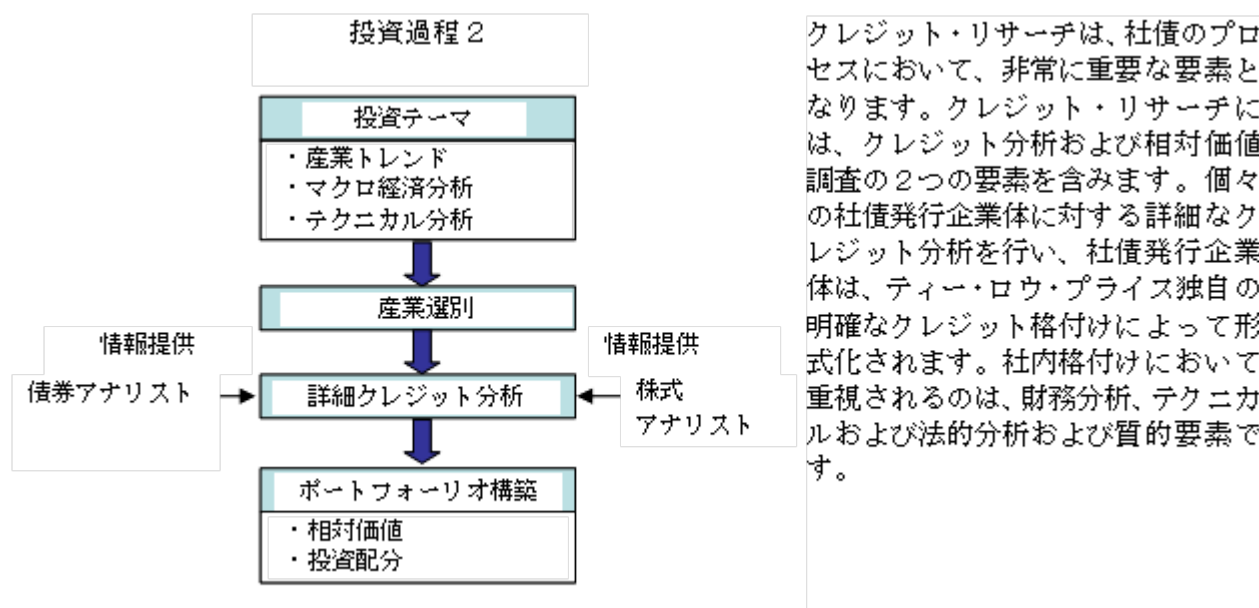 投資過程２
投資テーマ
・産業トレンド
・マクロ経済分析
・テクニカル分析
産業選別
情報提供
債券アナリスト
詳細クレジット分析
情報提供
株式
アナリスト
ポートフォーリオ構築
・相対価値
・投資配分
クレジット・リサーチは、社債のプロ
セスにおいて、非常に重要な要素と
なります。クレジット・リサーチに
は、クレジット分析および相対価値
調査の２つの要素を含みます。個々
の社債発行企業体に対する詳細なク
レジット分析を行い、社債発行企業
体は、ティー・ロウ・プライス独自の
明確なクレジット格付けによって形
式化されます。社内格付けにおいて
重視されるのは、財務分析、テクニカ
ルおよび法的分析および質的要素で
す。